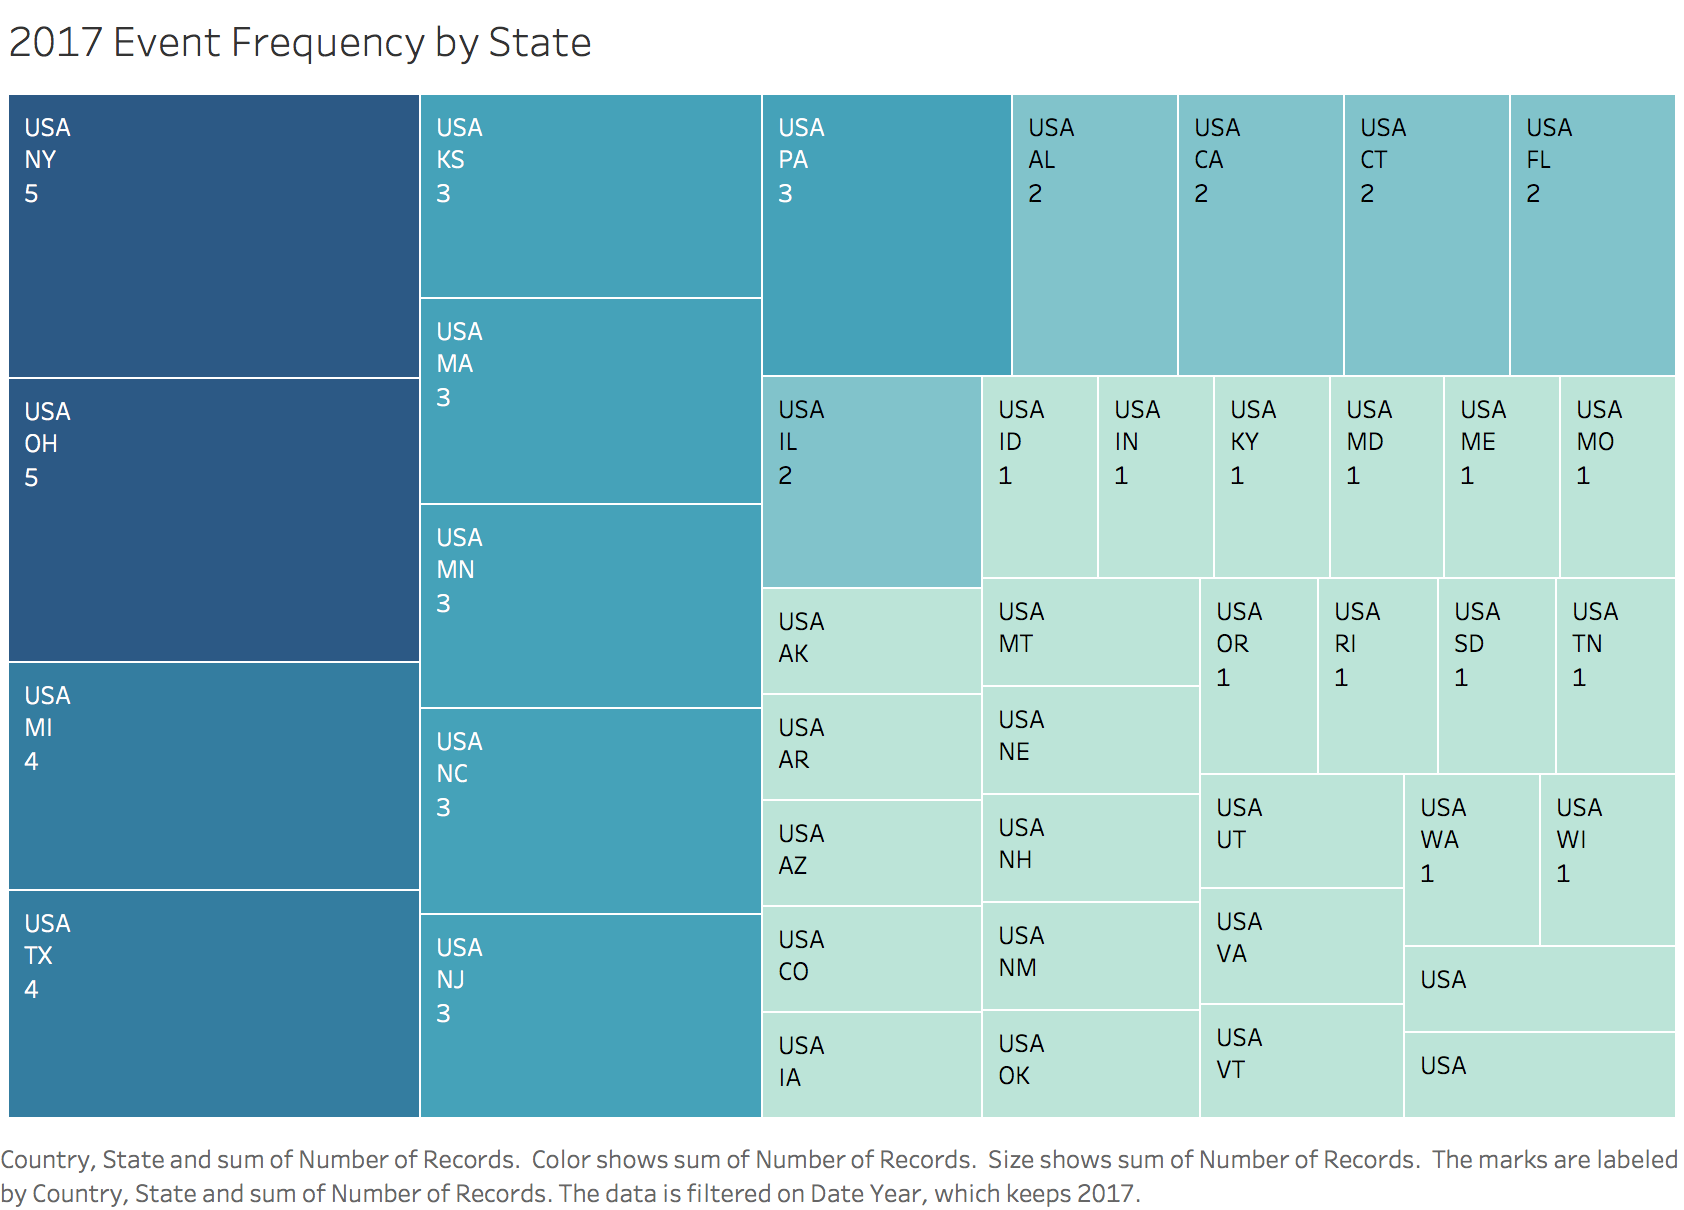 2017 Event Frequency by State
USA
NY
5
USA
OH
5
USA
MI
4
USA
TX
4
USA
KS
3
USA
MA
3
USA
MN
3
USA
NC
3
USA
NJ
3
USA
PA
3
USA
AL
2
USA
CA
2
USA
CT
2
USA
FL
2
USA
IL
2
USA
AK
USA
AR
USA
AZ
USA
CO
USA
IA
USA
ID
1
USA
IN
1
USA
KY
1
USA
MD
1
USA
ME
1
USA
MO
1
USA
MT
USA
NE
USA
NH
USA
NM
USA
OK
USA
OR
1
USA
RI
1
USA
SD
1
USA
TN
1
USA
UT
USA
VA
USA
VT
USA
WA
1
USA
WI
1
USA
USA
Country, State and sum of Number of Records.  Color shows sum of Number of Records.  Size shows sum of Number of Records.  The marks are labeled
by Country, State and sum of Number of Records. The data is filtered on Date Year, which keeps 2017.